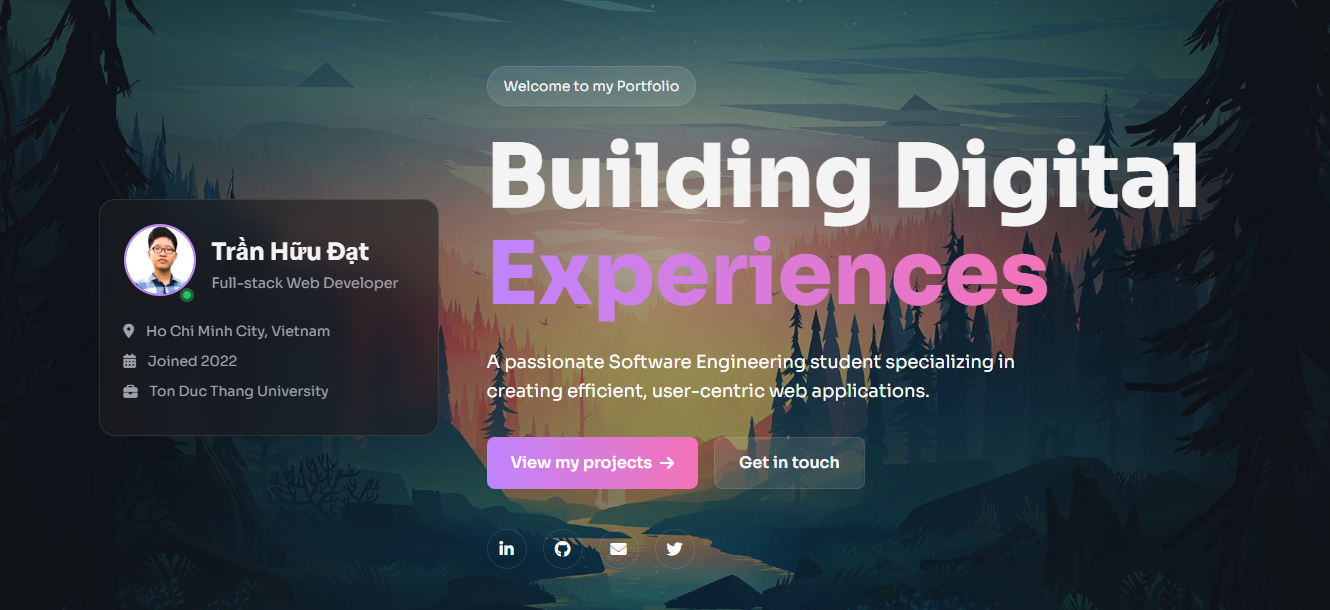 Welcome to my Portfolio
Building Digital
Experiences
Trần Hữu Đạt
Full-stack Web Developer
Ho Chi Minh City, Vietnam
Joined 2022
Ton Duc Thang University
A passionate Software Engineering student specializing in
creating efficient, user-centric web applications.
View my projects →
Get in touch
in